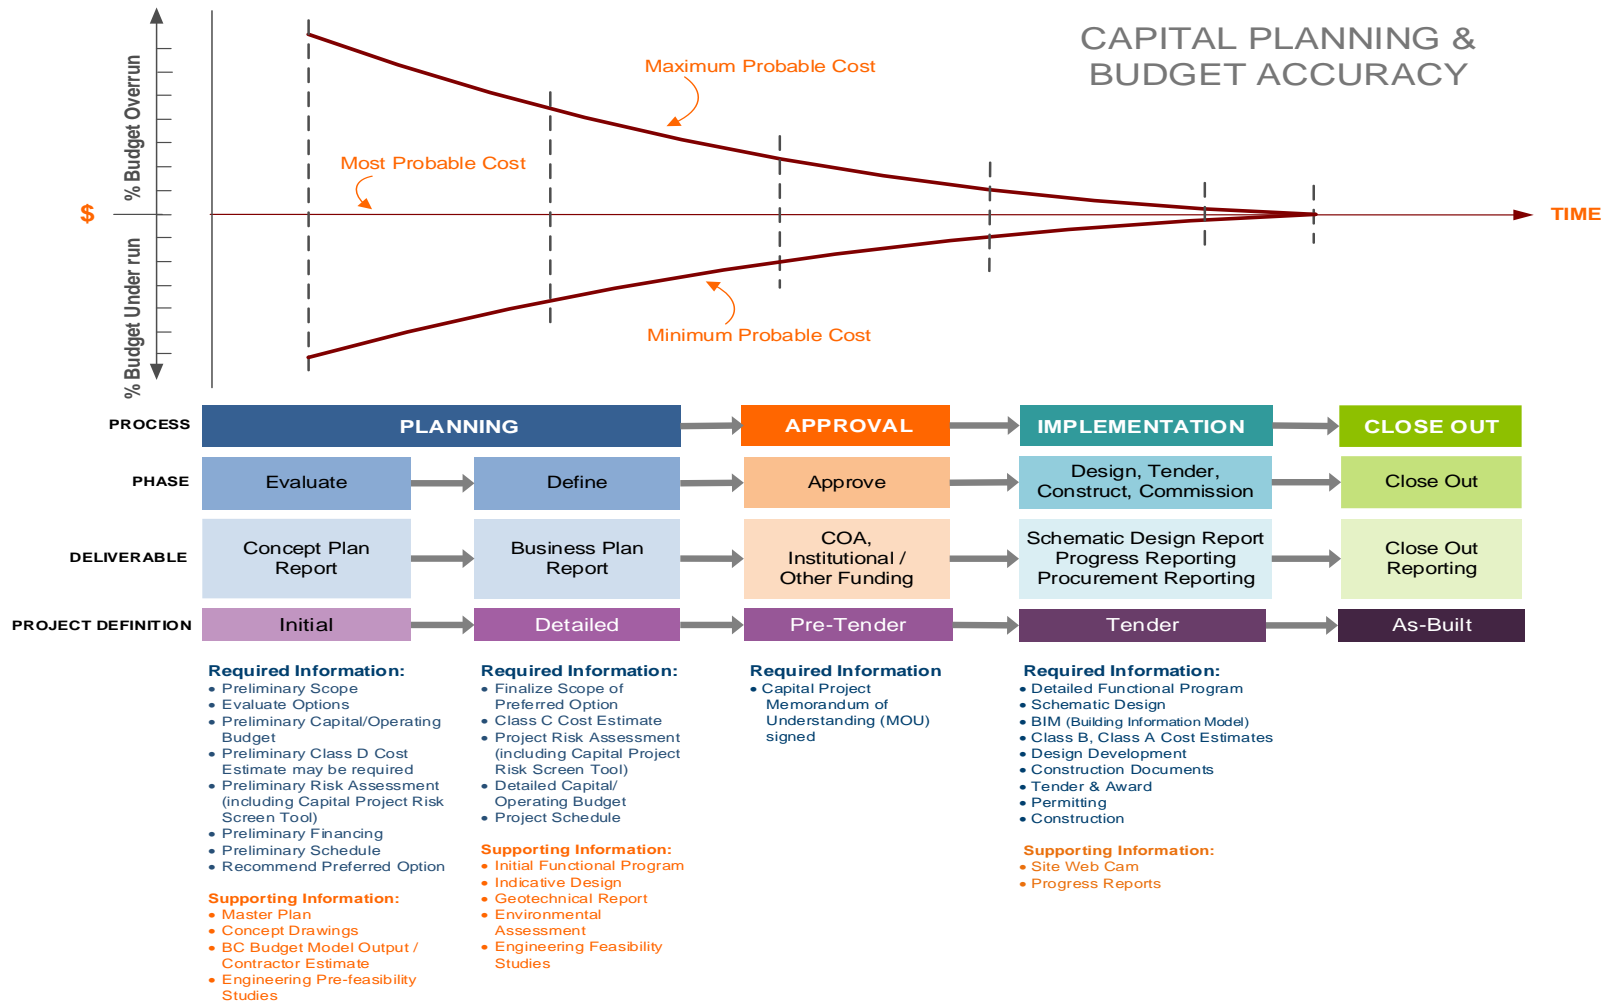 CAPITAL PLANNING &
BUDGET ACCURACY
% Budget Overrun
% Budget Under run
$
TIME
Maximum Probable Cost
Most Probable Cost
Minimum Probable Cost
PROCESS
PLANNING
APPROVAL
IMPLEMENTATION
CLOSE OUT
PHASE
Evaluate
Define
Approve
Design, Tender,
Construct, Commission
Close Out
DELIVERABLE
Concept Plan
Report
Business Plan
Report
COA,
Institutional /
Other Funding
Schematic Design Report
Progress Reporting
Procurement Reporting
Close Out
Reporting
PROJECT DEFINITION
Initial
Detailed
Pre-Tender
Tender
As-Built
Required Information:
• Preliminary Scope
• Evaluate Options
• Preliminary Capital/Operating
Budget
• Preliminary Class D Cost
Estimate may be required
• Preliminary Risk Assessment
(including Capital Project Risk
Screen Tool)
• Preliminary Financing
• Preliminary Schedule
• Recommend Preferred Option
Supporting Information:
• Master Plan
• Concept Drawings
• BC Budget Model Output /
Contractor Estimate
• Engineering Pre-feasibility
Studies
Required Information:
• Finalize Scope of
Preferred Option
• Class C Cost Estimate
• Project Risk Assessment
(including Capital Project
Risk Screen Tool)
• Detailed Capital/
Operating Budget
• Project Schedule
Supporting Information:
• Initial Functional Program
• Indicative Design
• Geotechnical Report
• Environmental
Assessment
• Engineering Feasibility
Studies
Required Information
• Capital Project
Memorandum of
Understanding (MOU)
signed
Required Information:
• Detailed Functional Program
• Schematic Design
• BIM (Building Information Model)
• Class B, Class A Cost Estimates
• Design Development
• Construction Documents
• Tender & Award
• Permitting
• Construction
Supporting Information:
• Site Web Cam
• Progress Reports